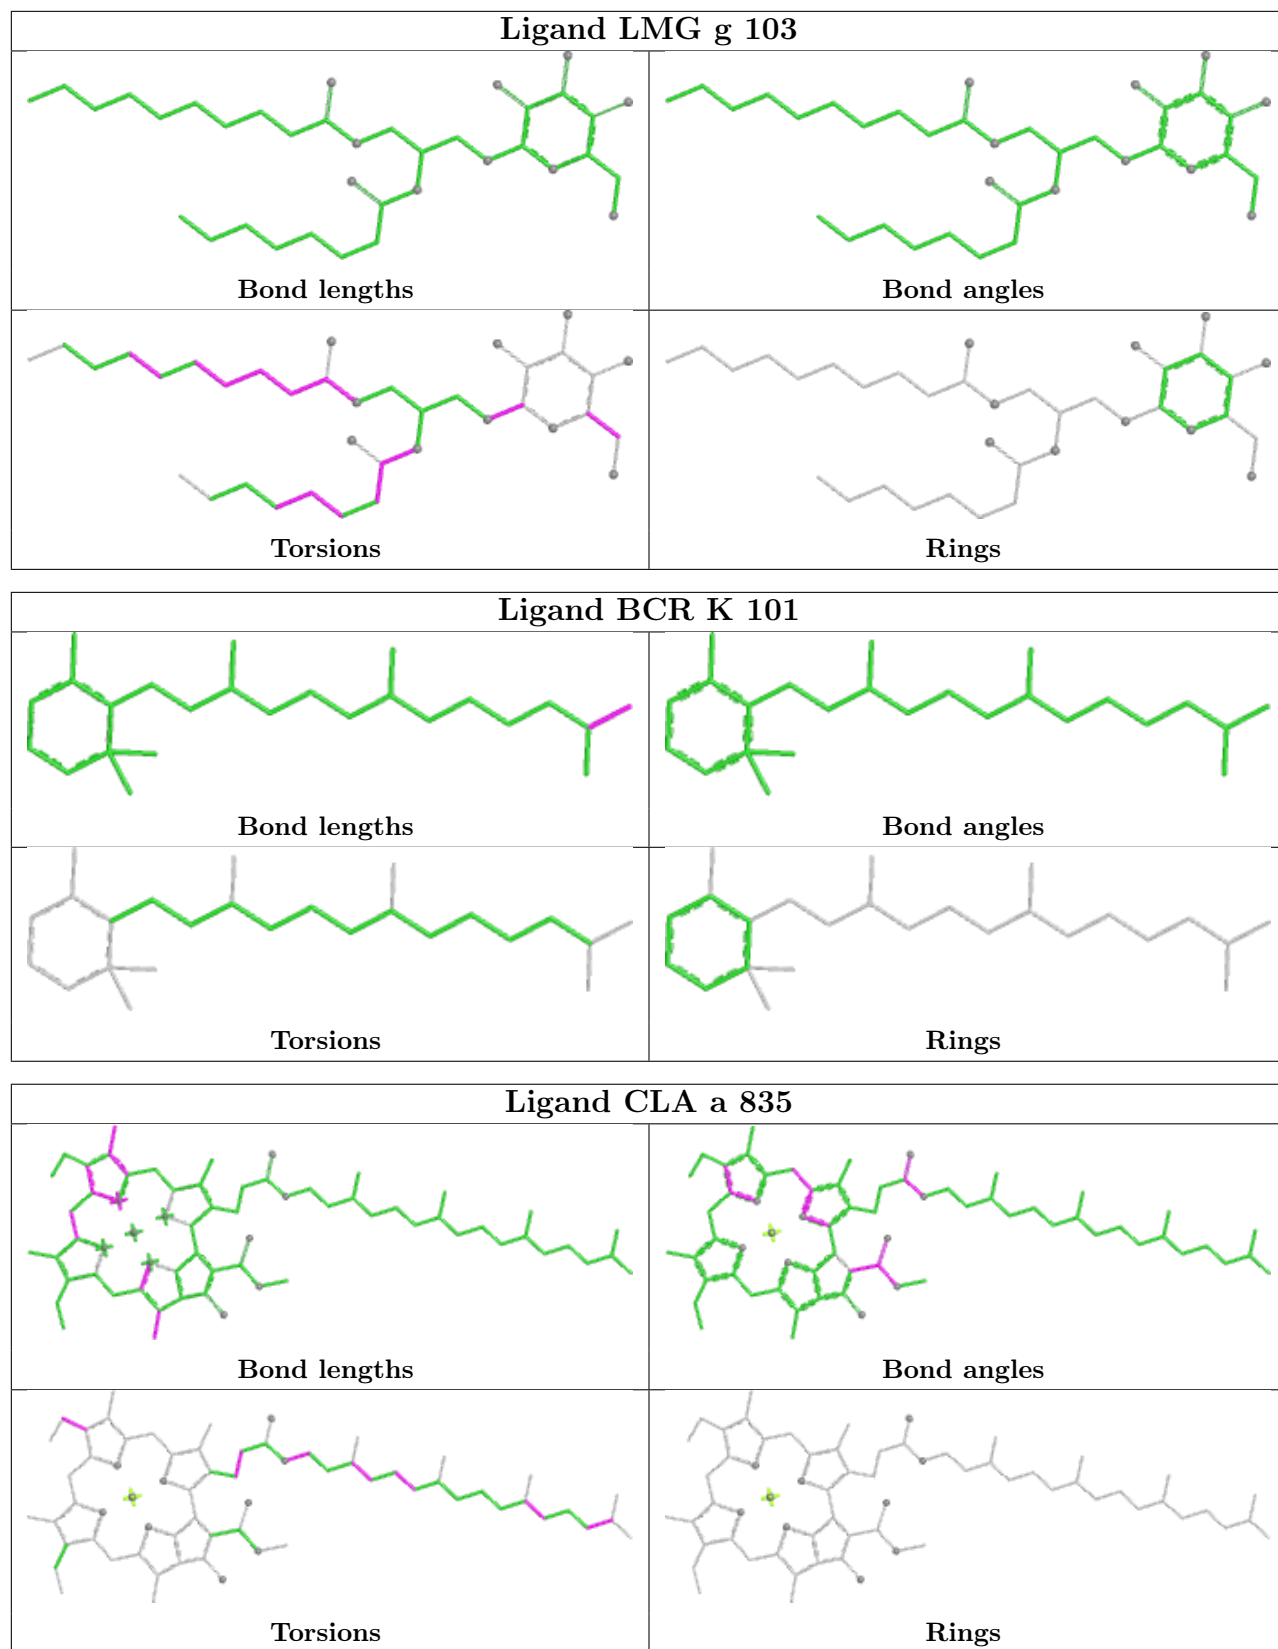 Ligand LMG g 103
Bond lengths
Bond angles
Torsions
Rings
Ligand BCR K 101
Bond lengths
Bond angles
Torsions
Rings
Ligand CLA a 835
Bond lengths
Bond angles
Torsions
Rings